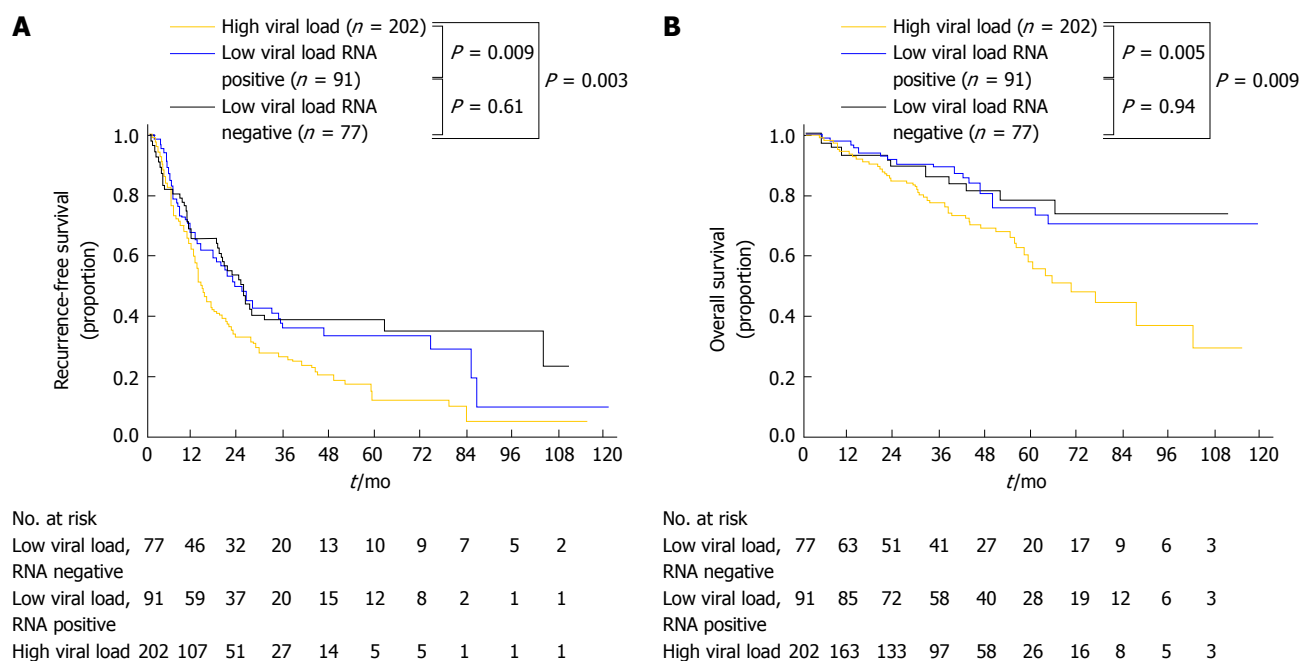 A
High viral load (n = 202)
Low viral load RNA
positive (n = 91)
Low viral load RNA
negative (n = 77)
P = 0.009
P = 0.61
P = 0.003
Recurrence-free survival
(proportion)
1.0
0.8
0.6
0.4
0.2
0.0
0 12 24 36 48 60 72 84 96 108 120
t/mo
No. at risk
Low viral load, 77 46 32 20 13 10 9 7 5 2
RNA negative
Low viral load, 91 59 37 20 15 12 8 2 1 1
RNA positive
High viral load 202 107 51 27 14 5 5 1 1 1
B
High viral load (n = 202)
Low viral load RNA
positive (n = 91)
Low viral load RNA
negative (n = 77)
P = 0.005
P = 0.94
P = 0.009
Overall survival
(proportion)
1.0
0.8
0.6
0.4
0.2
0.0
0 12 24 36 48 60 72 84 96 108 120
t/mo
No. at risk
Low viral load, 77 63 51 41 27 20 17 9 6 3
RNA negative
Low viral load, 91 85 72 58 40 28 19 12 6 3
RNA positive
High viral load 202 163 133 97 58 26 16 8 5 3